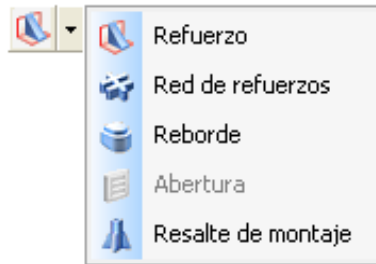 Refuerzo
Red de refuerzos
Reborde
Abertura
Resalte de montaje